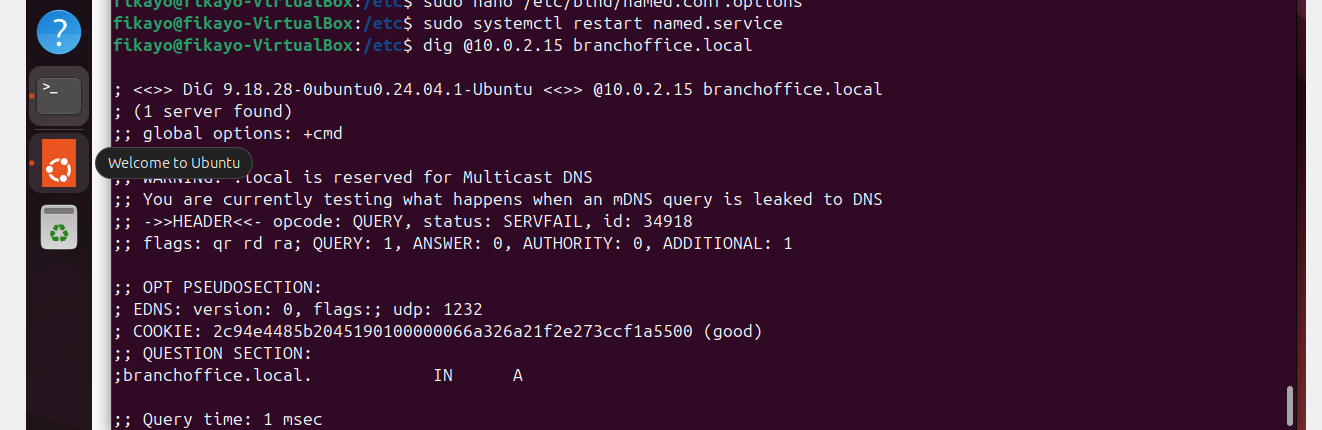 fikayo@fikayo-VirtualBox:/etc$ sudo nano /etc/bind/named.conf.options
fikayo@fikayo-VirtualBox:/etc$ sudo systemctl restart named.service
fikayo@fikayo-VirtualBox:/etc$ dig @10.0.2.15 branchoffice.local
; <<>> DiG 9.18.28-0ubuntu0.24.04.1-Ubuntu <<>> @10.0.2.15 branchoffice.local
; (1 server found)
;; global options: +cmd
Welcome to Ubuntu
;; WARNING: .local is reserved for Multicast DNS
;; You are currently testing what happens when an mDNS query is leaked to DNS
;; ->>HEADER<<- opcode: QUERY, status: SERVFAIL, id: 34918
;; flags: qr rd ra; QUERY: 1, ANSWER: 0, AUTHORITY: 0, ADDITIONAL: 1
;; OPT PSEUDOSECTION:
; EDNS: version: 0, flags:; udp: 1232
; COOKIE: 2c94e4485b2045190100000066a326a21f2e273ccf1a5500 (good)
;; QUESTION SECTION:
;branchoffice.local. IN A
;; Query time: 1 msec